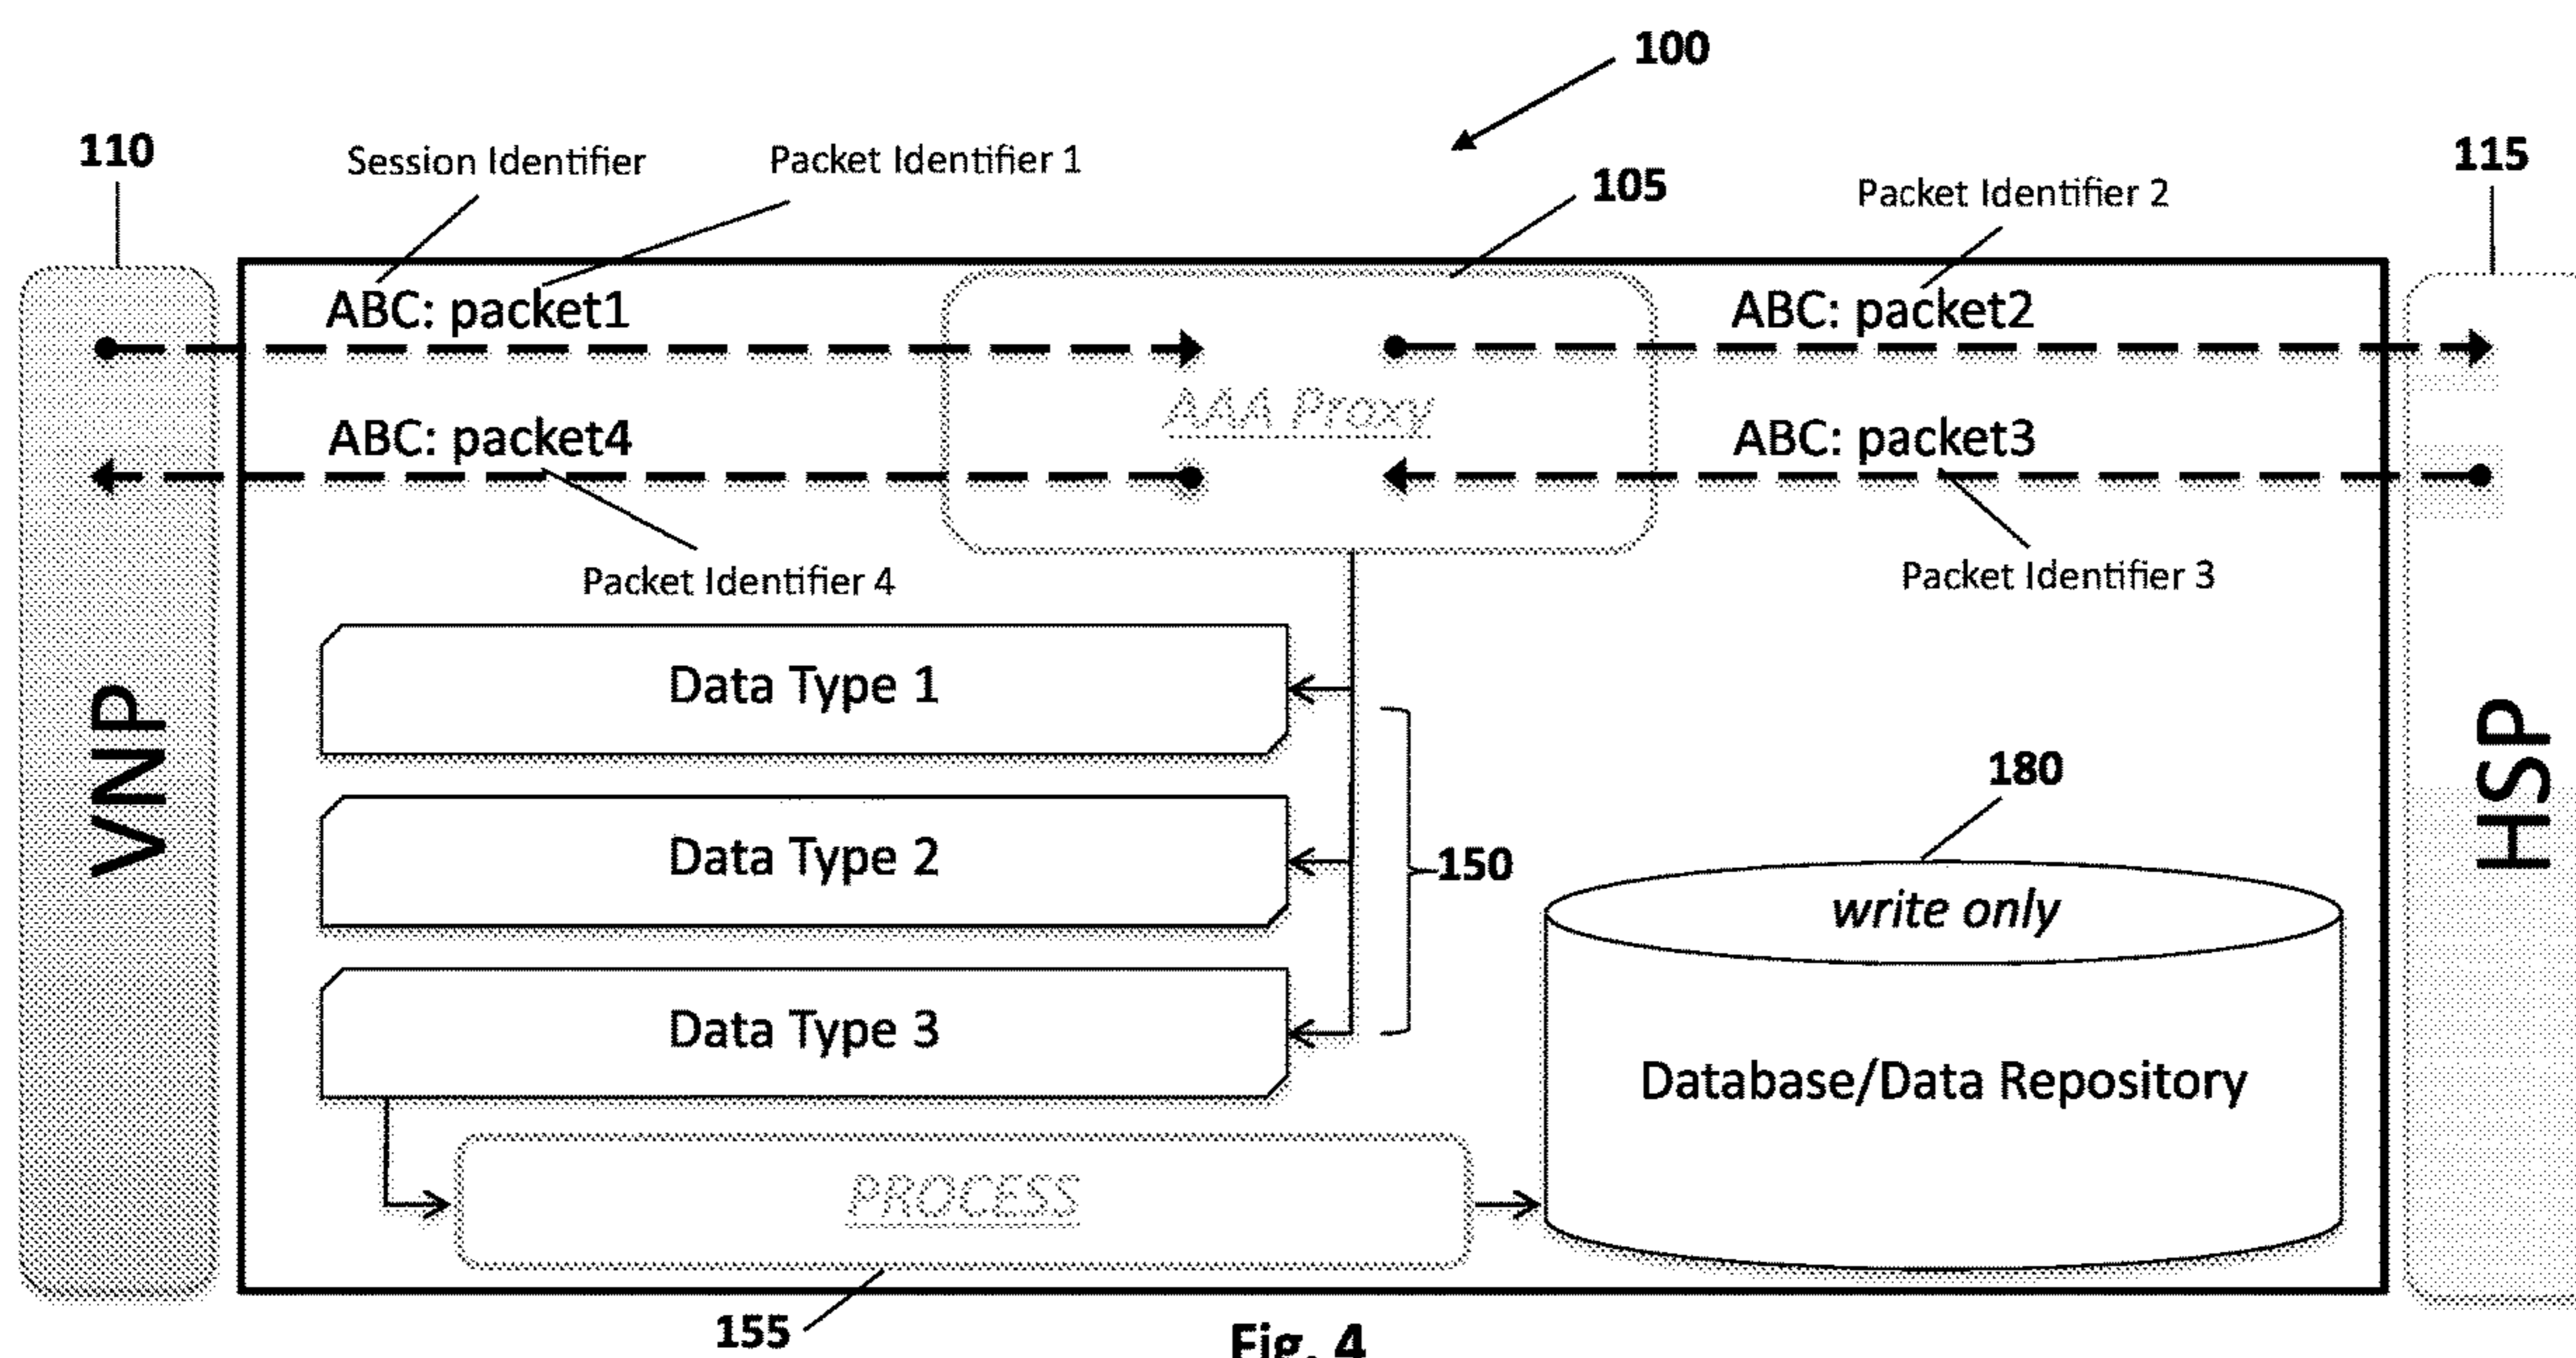 100
110
Session Identifier
Packet Identifier 1
105
Packet Identifier 2
115
ABC: packet1
ABC: packet2
AAA Proxy
ABC: packet4
ABC: packet3
Packet Identifier 4
Packet Identifier 3
Data Type 1
Data Type 2
Data Type 3
150
VNP
HSP
180
write only
Database/Data Repository
PROCESS
155
Fig. 4